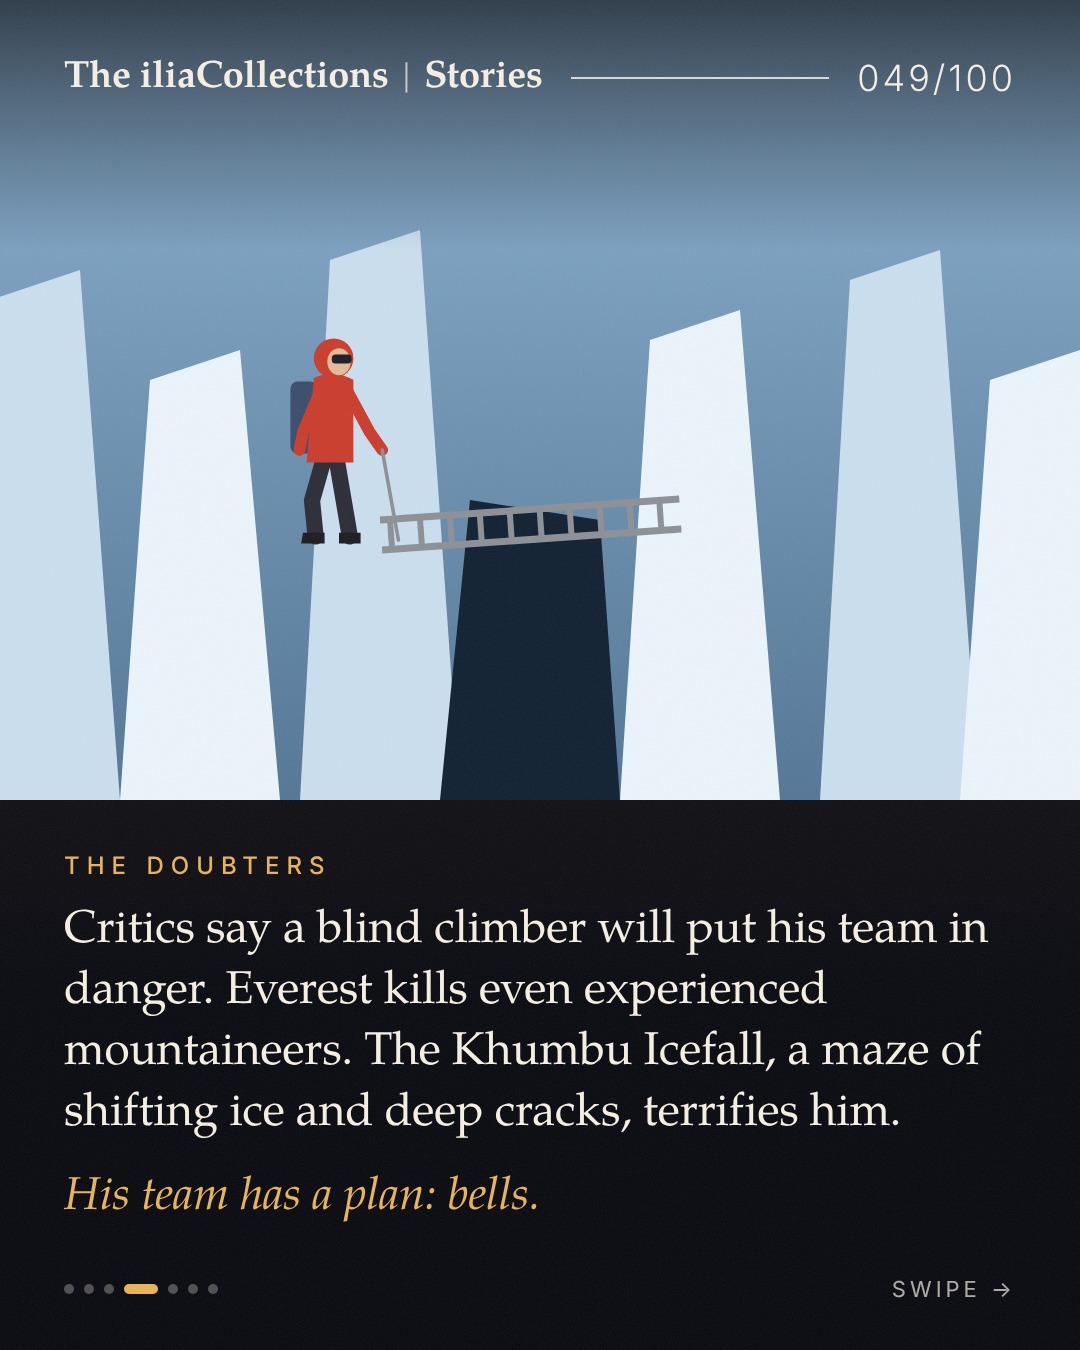 The iliaCollections | Stories
049/100
THE DOUBTERS
Critics say a blind climber will put his team in
danger. Everest kills even experienced
mountaineers. The Khumbu Icefall, a maze of
shifting ice and deep cracks, terrifies him.
His team has a plan: bells.
SWIPE →